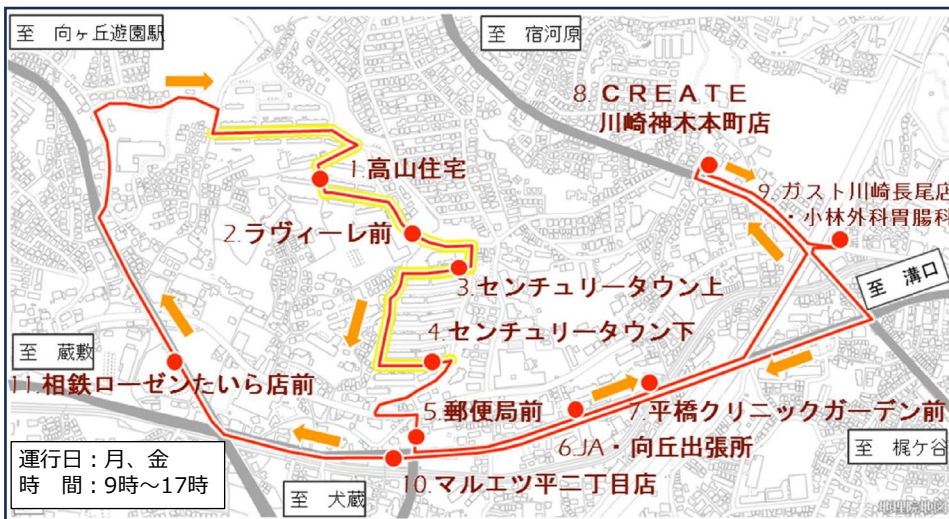 至 向ヶ丘遊園駅
至 宿河原
8. CREATE
川崎神木本町店
1.高山住宅
9.ガスト川崎長尾店
・小林外科胃腸科
2.ラヴィーレ前
3.センチュリータウン上
至 溝口
4.センチュリータウン下
至 蔵敷
11.相鉄ローゼンたいら店前
5.郵便局前
7.平橋クリニックガーデン前
6.JA・向丘出張所
至 梶ケ谷
10.マルエツ平二丁目店
至 犬蔵
運行日:月、金
時 間:9時~17時